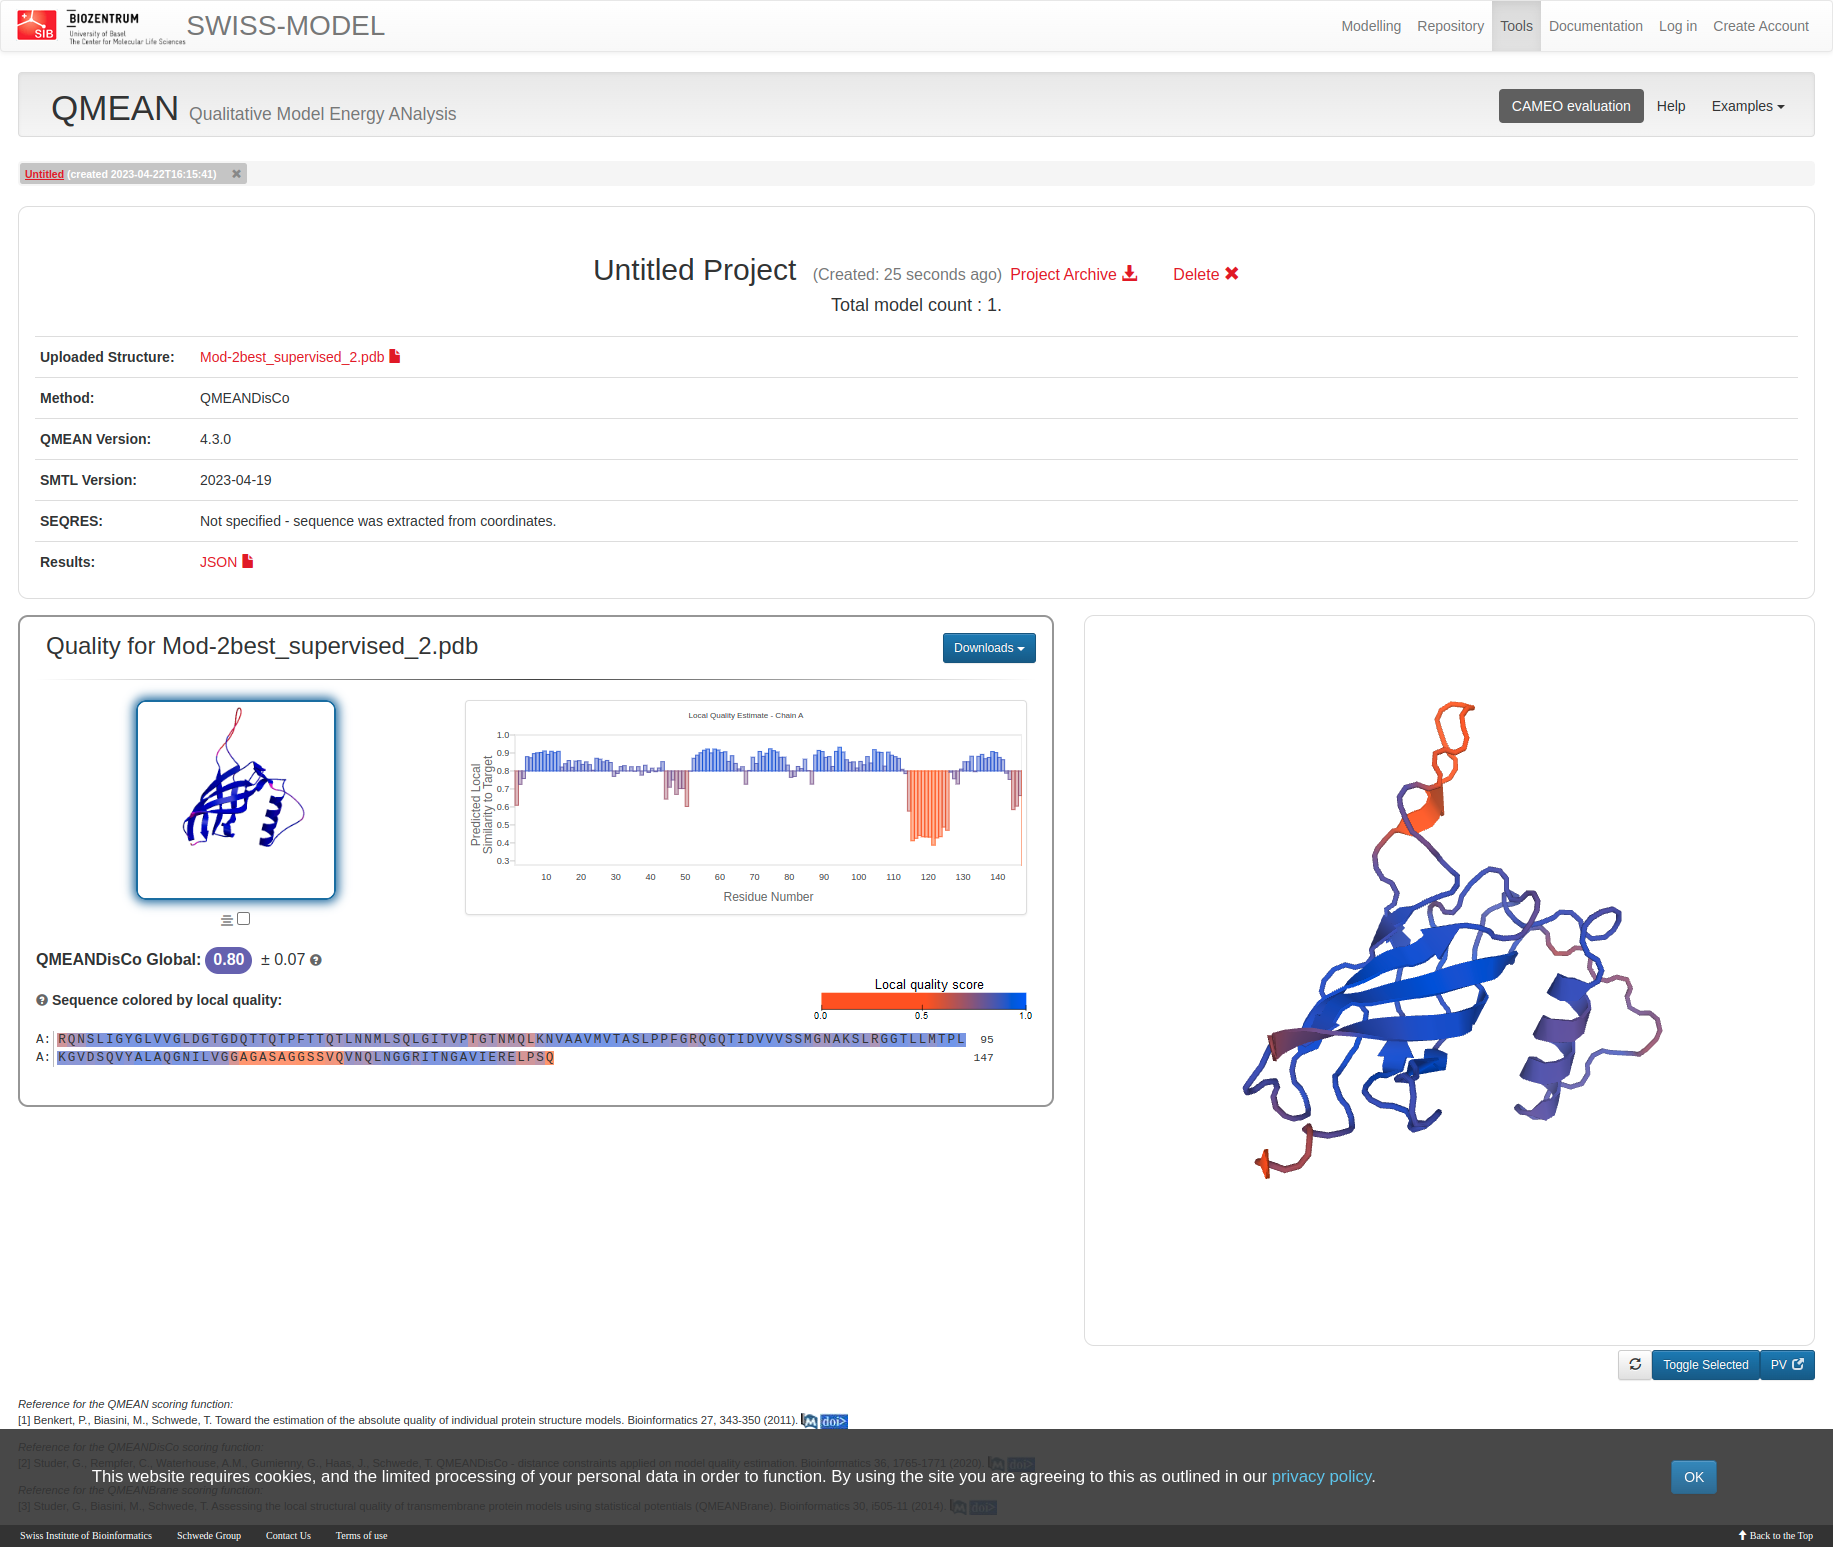 SIB
BIOZENTRUM
University of Basel
The Center for Molecular Life Sciences
SWISS-MODEL
Modelling Repository Tools Documentation Log in Create Account
QMEAN Qualitative Model Energy ANalysis
CAMEO evaluation Help Examples
Untitled (created 2023-04-22T16:15:41) ✖
Untitled Project (Created: 25 seconds ago) Project Archive Delete ✖
Total model count : 1.
Uploaded Structure: Mod-2best_supervised_2.pdb
Method: QMEANDisCo
QMEAN Version: 4.3.0
SMTL Version: 2023-04-19
SEQRES: Not specified - sequence was extracted from coordinates.
Results: JSON
Quality for Mod-2best_supervised_2.pdb
Downloads
Local Quality Estimate - Chain A
Predicted Local
Similarity to Target
1.0
0.9
0.8
0.7
0.6
0.5
0.4
0.3
10 20 30 40 50 60 70 80 90 100 110 120 130 140
Residue Number
QMEANDisCo Global: 0.80 ± 0.07
Sequence colored by local quality:
Local quality score
0.0 0.5 1.0
A: RQNSLIGYGLVVGLDGTGDQTTQTPFTTQTLNNMLSQLGITVPTGTNMQLKNVAAVMVTASLPPFGRQGQTIDVVVSSMGNAKSLRGGTLLMTPL 95
A: KGVDSQVYALAQGNILVGGAGASAGGSSVQVNQLNGGRITNGAVIERELPSQ 147
Toggle Selected
PV
Reference for the QMEAN scoring function:
[1] Benkert, P., Biasini, M., Schwede, T. Toward the estimation of the absolute quality of individual protein structure models. Bioinformatics 27, 343-350 (2011). M doi>
Reference for the QMEANDisCo scoring function:
[2] Studer, G., Rempfer, C., Waterhouse, A.M., Gumienny, G., Haas, J., Schwede, T. QMEANDisCo - distance constraints applied on model quality estimation. Bioinformatics 36, 1765-1771 (2020). M doi>
This website requires cookies, and the limited processing of your personal data in order to function. By using the site you are agreeing to this as outlined in our privacy policy.
OK
Reference for the QMEANBrane scoring function:
[3] Studer, G., Biasini, M., Schwede, T. Assessing the local structural quality of transmembrane protein models using statistical potentials (QMEANBrane). Bioinformatics 30, i505-11 (2014). M doi>
Swiss Institute of Bioinformatics Schwede Group Contact Us Terms of use
Back to the Top